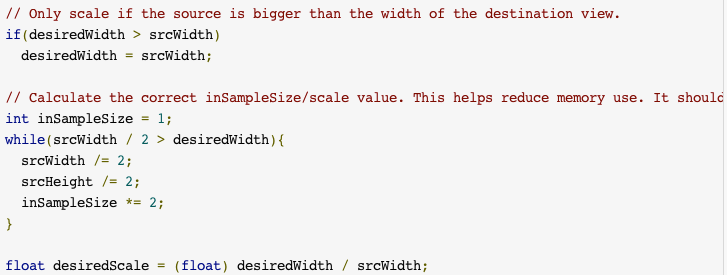 // Only scale if the source is bigger than the width of the destination view.
if(desiredWidth > srcWidth)
  desiredWidth = srcWidth;

// Calculate the correct inSampleSize/scale value. This helps reduce memory use. It should
int inSampleSize = 1;
while(srcWidth / 2 > desiredWidth){
  srcWidth /= 2;
  srcHeight /= 2;
  inSampleSize *= 2;
}

float desiredScale = (float) desiredWidth / srcWidth;